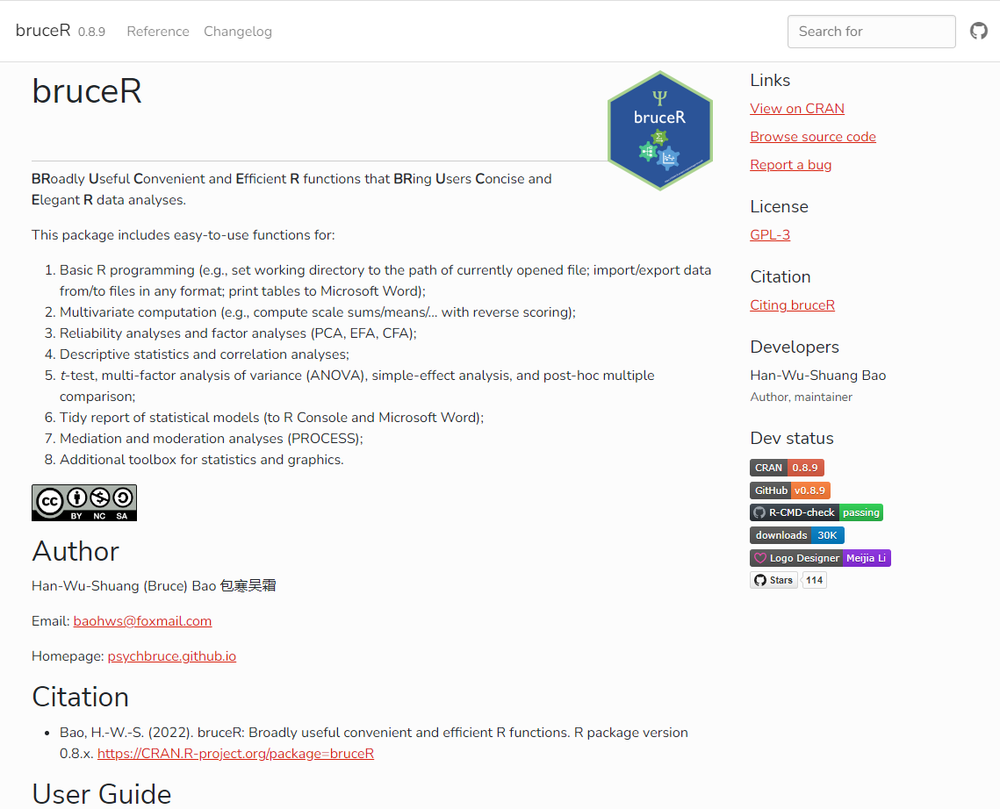 bruceR 0.8.9 Reference Changelog Search for
bruceR
Ψ
bruceR
Σ
BRoadly Useful Convenient and Efficient R functions that BRing Users Concise and
Elegant R data analyses.
This package includes easy-to-use functions for:
1. Basic R programming (e.g., set working directory to the path of currently opened file; import/export data
from/to files in any format; print tables to Microsoft Word);
2. Multivariate computation (e.g., compute scale sums/means/... with reverse scoring);
3. Reliability analyses and factor analyses (PCA, EFA, CFA);
4. Descriptive statistics and correlation analyses;
5. t-test, multi-factor analysis of variance (ANOVA), simple-effect analysis, and post-hoc multiple
comparison;
6. Tidy report of statistical models (to R Console and Microsoft Word);
7. Mediation and moderation analyses (PROCESS);
8. Additional toolbox for statistics and graphics.
cc BY NC SA
Author
Han-Wu-Shuang (Bruce) Bao 包寒吴霜
Email: baohws@foxmail.com
Homepage: psychbruce.github.io
Citation
• Bao, H.-W.-S. (2022). bruceR: Broadly useful convenient and efficient R functions. R package version
0.8.x. https://CRAN.R-project.org/package=bruceR
User Guide
Links
View on CRAN
Browse source code
Report a bug
License
GPL-3
Citation
Citing bruceR
Developers
Han-Wu-Shuang Bao
Author, maintainer
Dev status
CRAN 0.8.9
GitHub v0.8.9
R-CMD-check passing
downloads 30K
Logo Designer Meijia Li
Stars 114